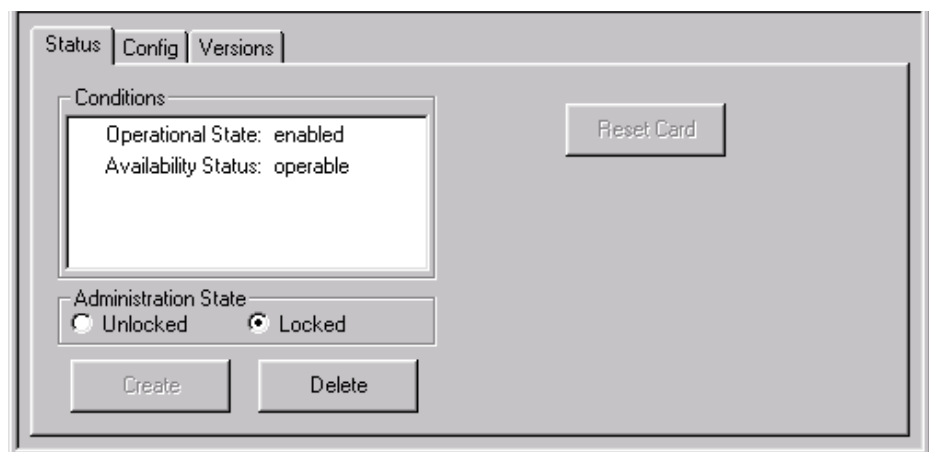 Status Config Versions
Conditions
Operational State: enabled
Availability Status: operable
Reset Card
Administration State
Unlocked Locked
Create Delete